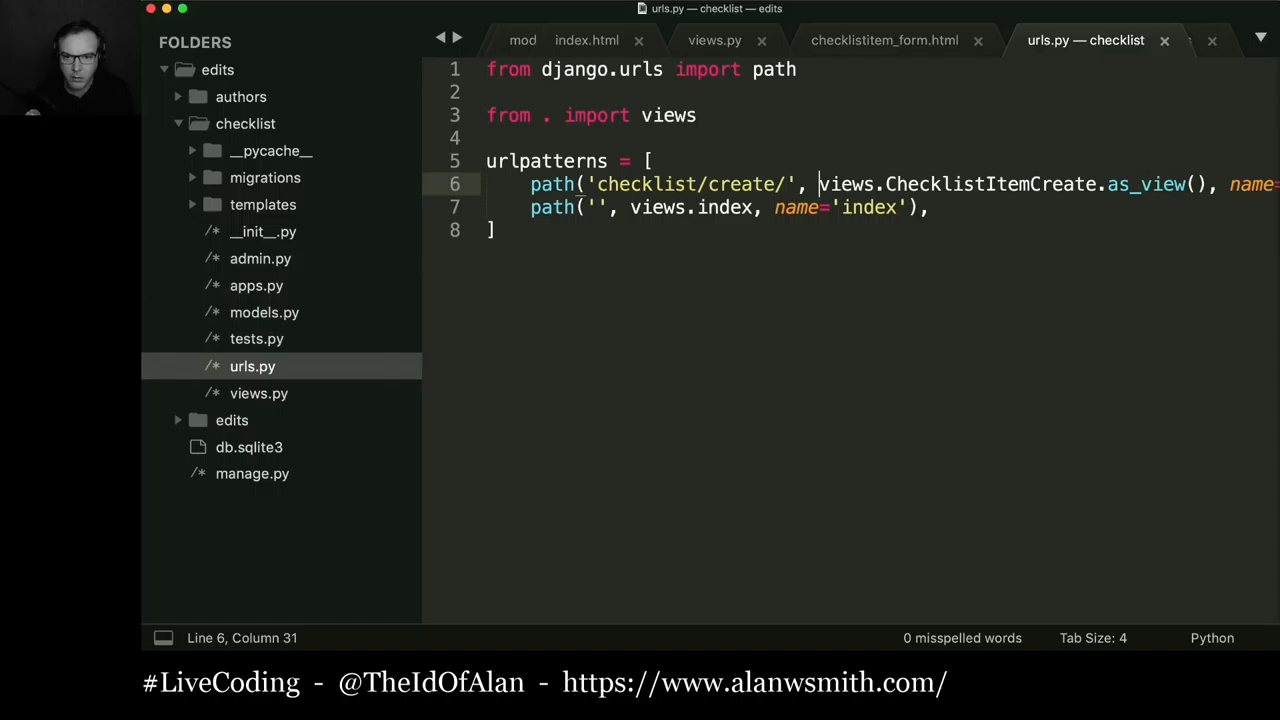 urls.py — checklist — edits
FOLDERS
edits
authors
checklist
__pycache__
migrations
templates
/* __init__.py
/* admin.py
/* apps.py
/* models.py
/* tests.py
/* urls.py
/* views.py
edits
db.sqlite3
/* manage.py
mod index.html views.py checklistitem_form.html urls.py — checklist
1 from django.urls import path
2
3 from . import views
4
5 urlpatterns = [
6 path('checklist/create/', views.ChecklistItemCreate.as_view(), name=
7 path('', views.index, name='index'),
8 ]
Line 6, Column 31
0 misspelled words
Tab Size: 4
Python
#LiveCoding - @TheIdOfAlan - https://www.alanwsmith.com/